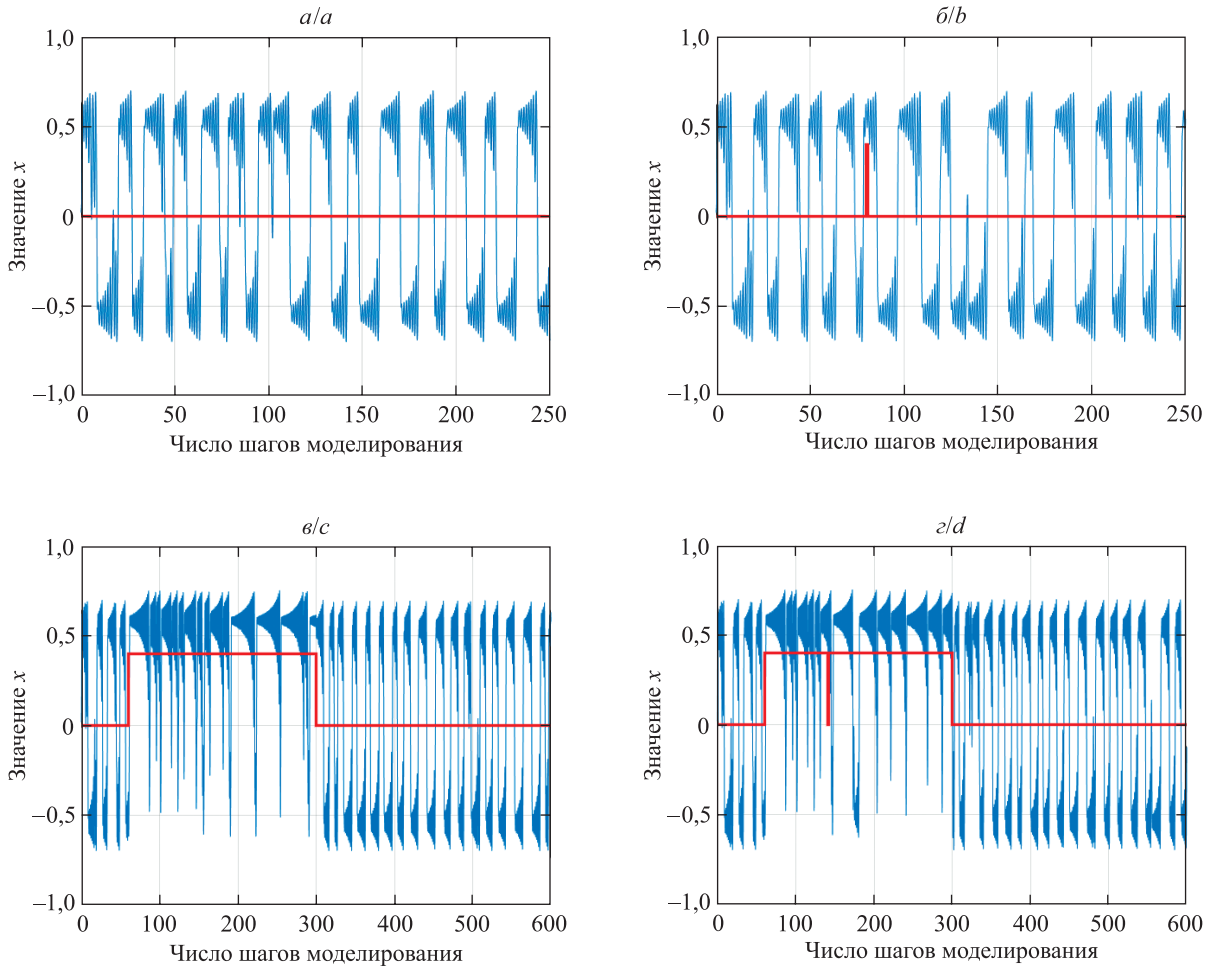 а/a
б/b
1,0
0,5
0
–0,5
–1,0
Значение x
0 50 100 150 200 250
Число шагов моделирования
1,0
0,5
0
–0,5
–1,0
Значение x
0 50 100 150 200 250
Число шагов моделирования
в/c
г/d
1,0
0,5
0
–0,5
–1,0
Значение x
0 100 200 300 400 500 600
Число шагов моделирования
1,0
0,5
0
–0,5
–1,0
Значение x
0 100 200 300 400 500 600
Число шагов моделирования